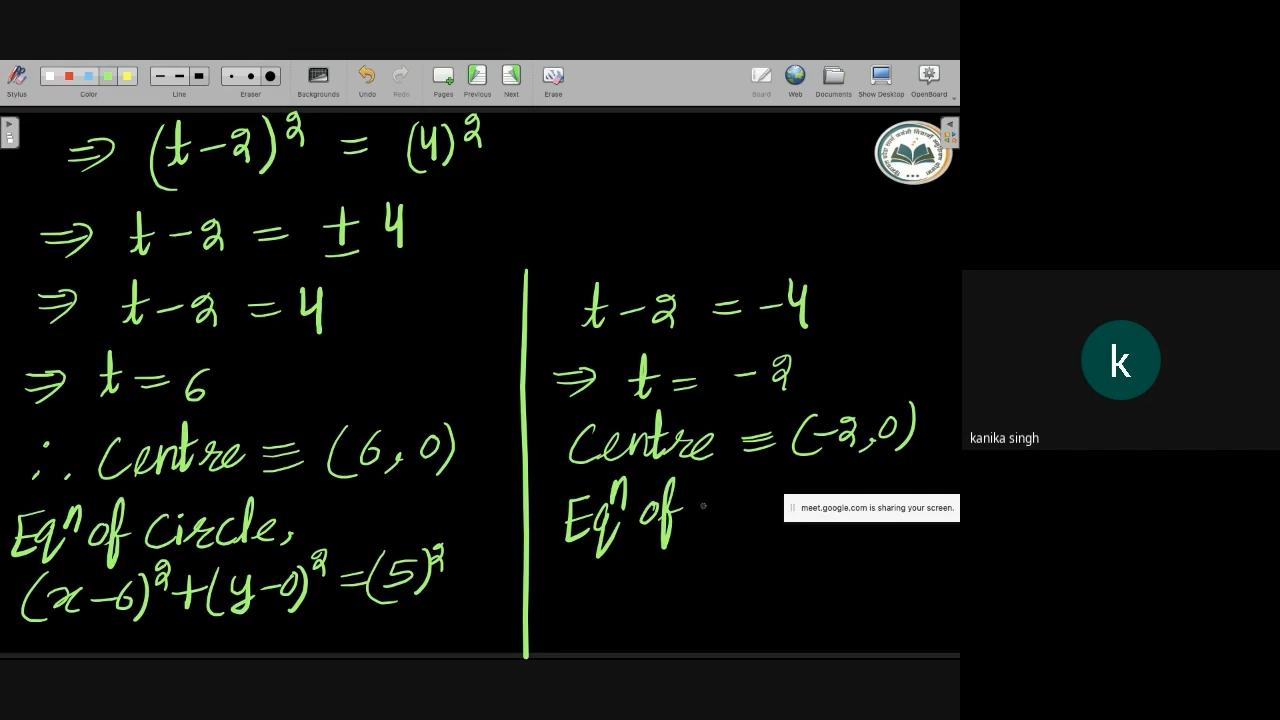 Stylus Color Line Eraser Backgrounds Undo Redo Pages Previous Next Erase Board Web Documents Show Desktop OpenBoard
⇒ (t-2)² = (4)²
⇒ t-2 = ± 4
⇒ t-2 = 4
⇒ t = 6
∴ Centre ≡ (6, 0)
Eqⁿ of circle,
(x-6)² + (y-0)² = (5)²
t-2 = -4
⇒ t = -2
Centre ≡ (-2,0)
Eqⁿ of
meet.google.com is sharing your screen.
k
kanika singh